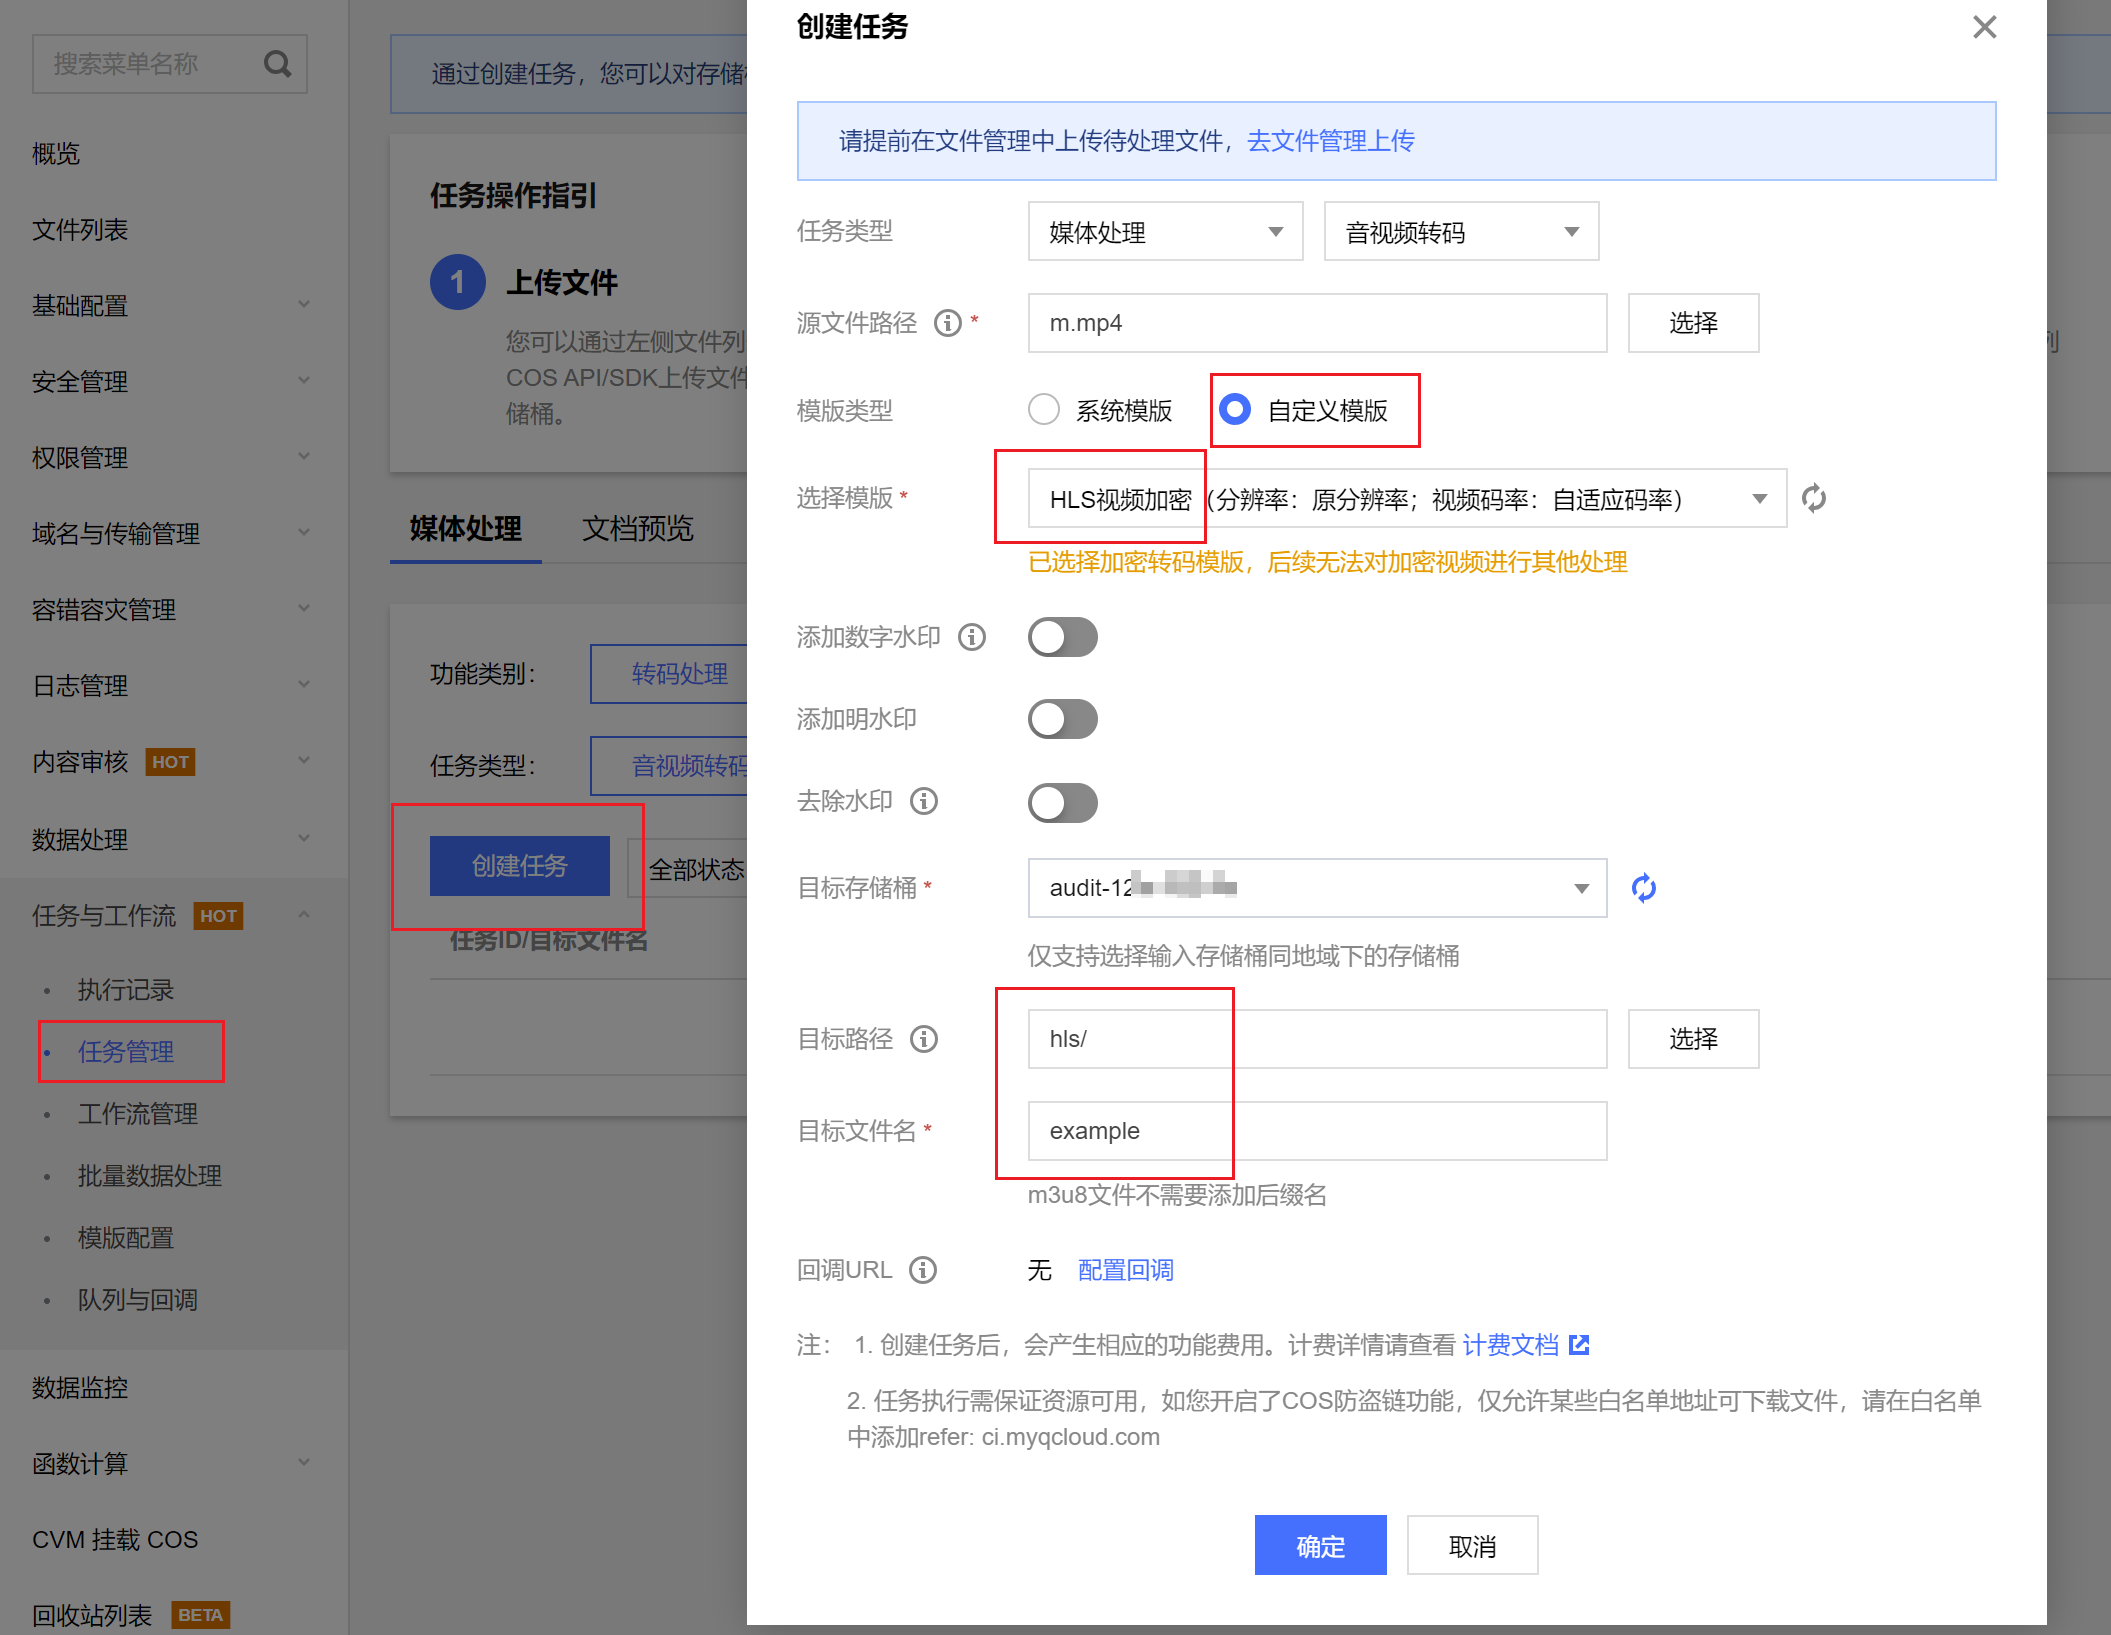 搜索菜单名称
概览
文件列表
基础配置
安全管理
权限管理
域名与传输管理
容错容灾管理
日志管理
内容审核 HOT
数据处理
任务与工作流 HOT
执行记录
任务管理
工作流管理
批量数据处理
模版配置
队列与回调
数据监控
函数计算
CVM 挂载 COS
回收站列表 BETA
通过创建任务，您可以对存储
任务操作指引
1 上传文件
您可以通过左侧文件列
COS API/SDK上传文件
储桶。
列
媒体处理 文档预览
功能类别： 转码处理
任务类型： 音视频转码
创建任务 全部状态
任务ID/目标文件名
创建任务
请提前在文件管理中上传待处理文件，去文件管理上传
任务类型 媒体处理 音视频转码
源文件路径 * m.mp4 选择
模版类型 系统模版 自定义模版
选择模版 * HLS视频加密（分辨率：原分辨率；视频码率：自适应码率）
已选择加密转码模版，后续无法对加密视频进行其他处理
添加数字水印
添加明水印
去除水印
目标存储桶 * audit-12
仅支持选择输入存储桶同地域下的存储桶
目标路径 hls/ 选择
目标文件名 * example
m3u8文件不需要添加后缀名
回调URL 无 配置回调
注： 1. 创建任务后，会产生相应的功能费用。计费详情请查看 计费文档
2. 任务执行需保证资源可用，如您开启了COS防盗链功能，仅允许某些白名单地址可下载文件，请在白名单
中添加refer: ci.myqcloud.com
确定 取消